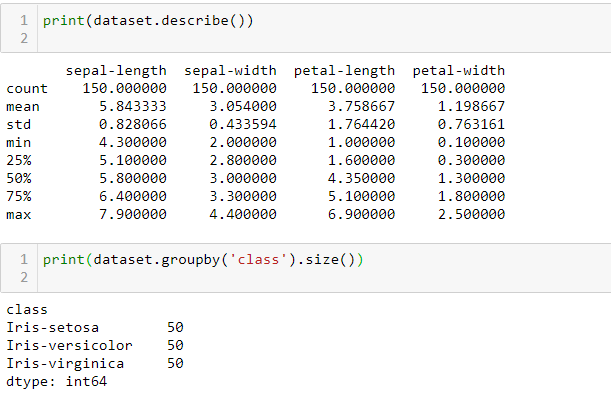 1 print(dataset.describe())
2
sepal-length sepal-width petal-length petal-width
count 150.000000 150.000000 150.000000 150.000000
mean 5.843333 3.054000 3.758667 1.198667
std 0.828066 0.433594 1.764420 0.763161
min 4.300000 2.000000 1.000000 0.100000
25% 5.100000 2.800000 1.600000 0.300000
50% 5.800000 3.000000 4.350000 1.300000
75% 6.400000 3.300000 5.100000 1.800000
max 7.900000 4.400000 6.900000 2.500000
1 print(dataset.groupby('class').size())
2
class
Iris-setosa 50
Iris-versicolor 50
Iris-virginica 50
dtype: int64